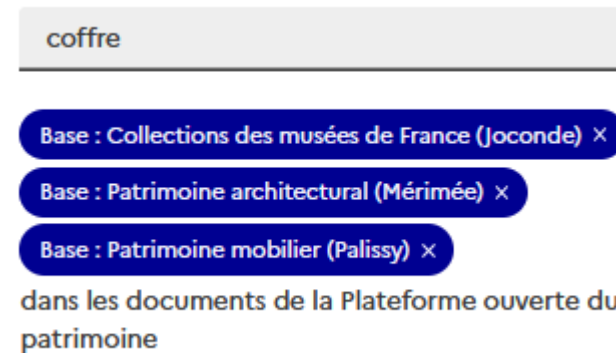 coffre
Base : Collections des musées de France (Joconde) ×
Base : Patrimoine architectural (Mérimée) ×
Base : Patrimoine mobilier (Palissy) ×
dans les documents de la Plateforme ouverte du
patrimoine